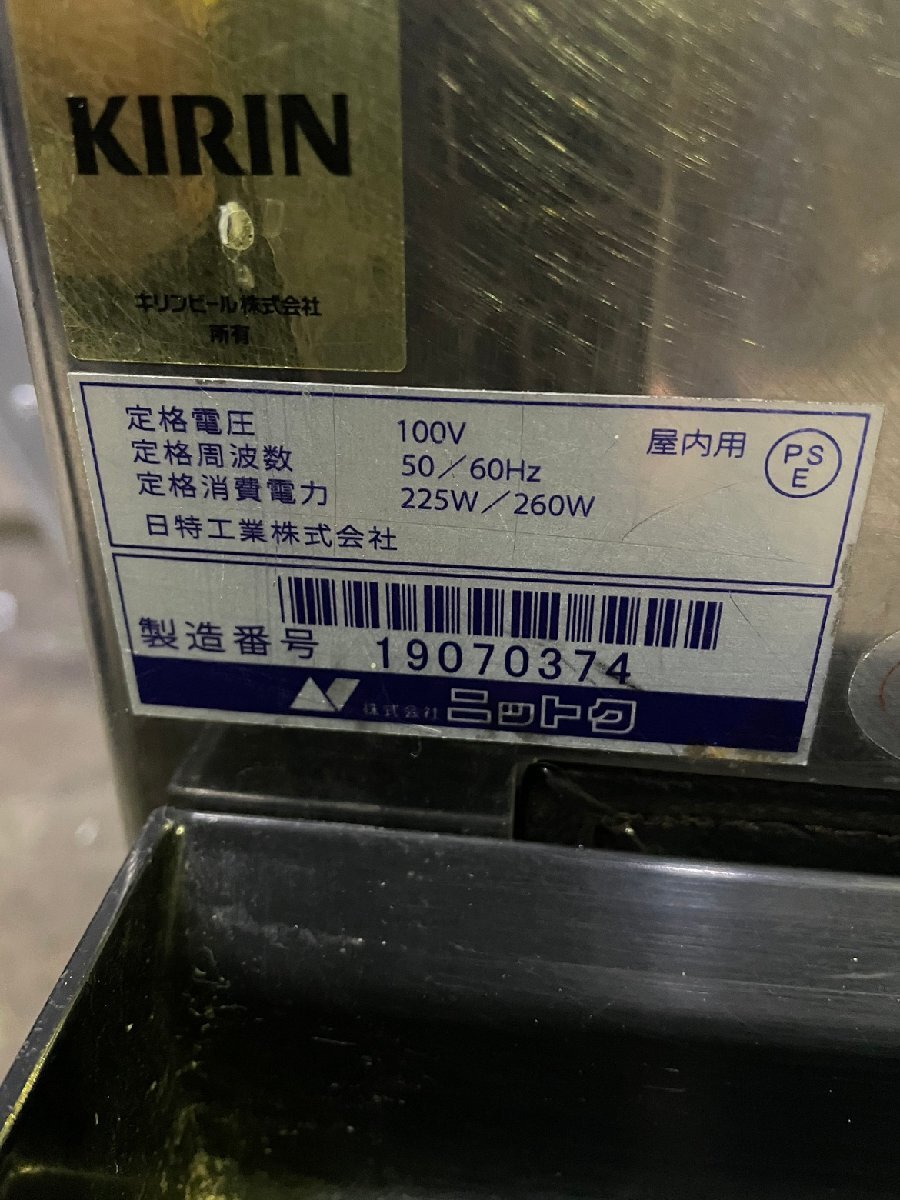 KIRIN
キリンビール株式会社
所有
定格電圧 100V 屋内用 PSE
定格周波数 50／60Hz
定格消費電力 225W／260W
日特工業株式会社
製造番号 19070374
株式会社ニットク